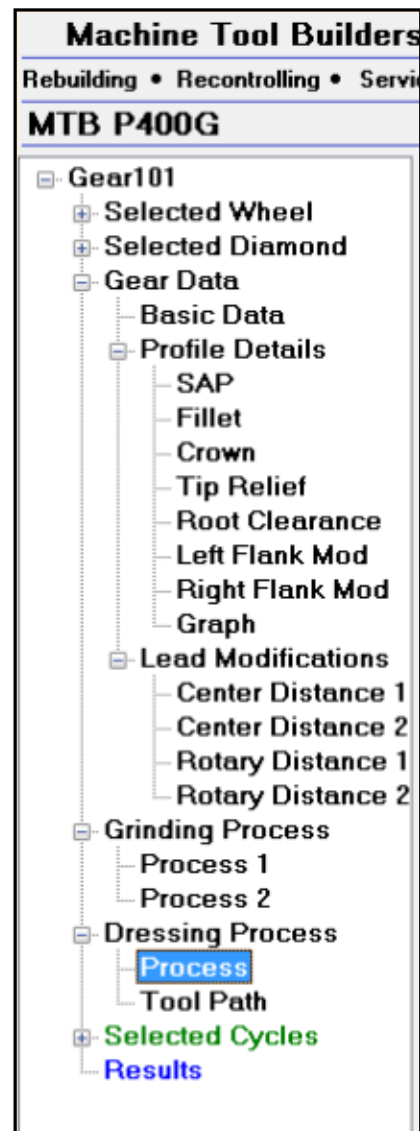 Machine Tool Builders
Rebuilding • Recontrolling •
MTB P400G
Gear101
Selected Wheel
Selected Diamond
Gear Data
Basic Data
Profile Details
SAP
Fillet
Crown
Tip Relief
Root Clearance
Left Flank Mod
Right Flank Mod
Graph
Lead Modifications
Center Distance 1
Center Distance 2
Rotary Distance 1
Rotary Distance 2
Grinding Process
Process 1
Process 2
Dressing Process
Process
Tool Path
Selected Cycles
Results